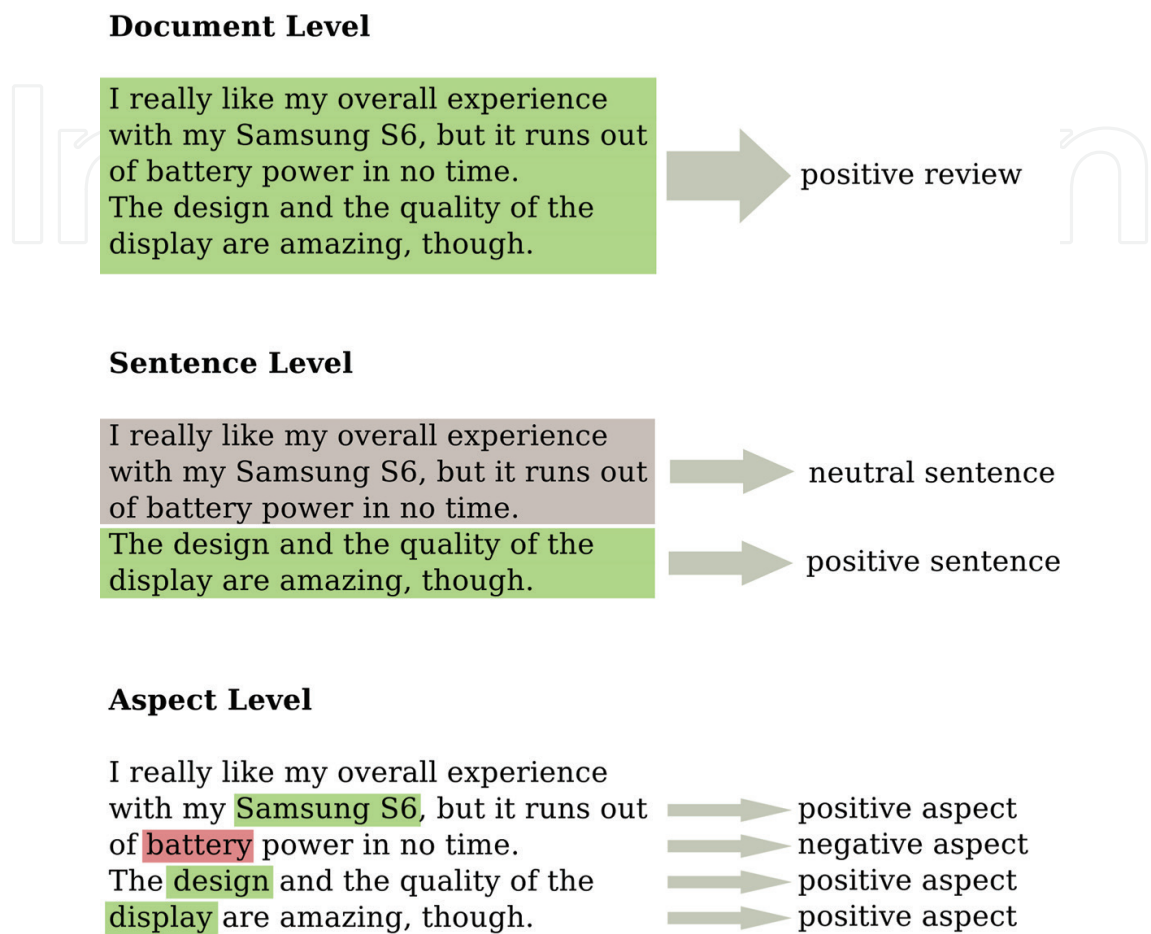 Document Level
I really like my overall experience
with my Samsung S6, but it runs out
of battery power in no time.
The design and the quality of the
display are amazing, though.
positive review
Sentence Level
I really like my overall experience
with my Samsung S6, but it runs out
of battery power in no time.
neutral sentence
The design and the quality of the
display are amazing, though.
positive sentence
Aspect Level
I really like my overall experience
with my Samsung S6, but it runs out
positive aspect
of battery power in no time.
negative aspect
The design and the quality of the
positive aspect
display are amazing, though.
positive aspect